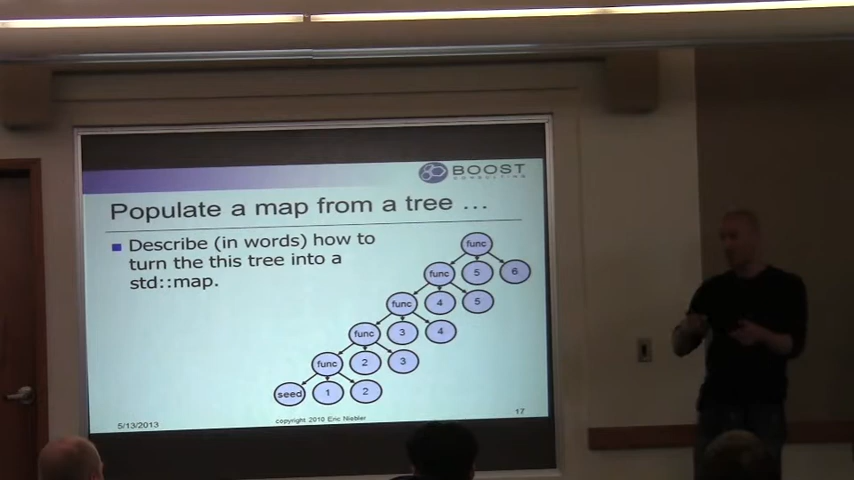 BOOST
CONSULTING
Populate a map from a tree ...
Describe (in words) how to
turn the this tree into a
std::map.
func
func 5 6
func 4 5
func 3 4
func 2 3
seed 1 2
5/13/2013
copyright 2010 Eric Niebler
17